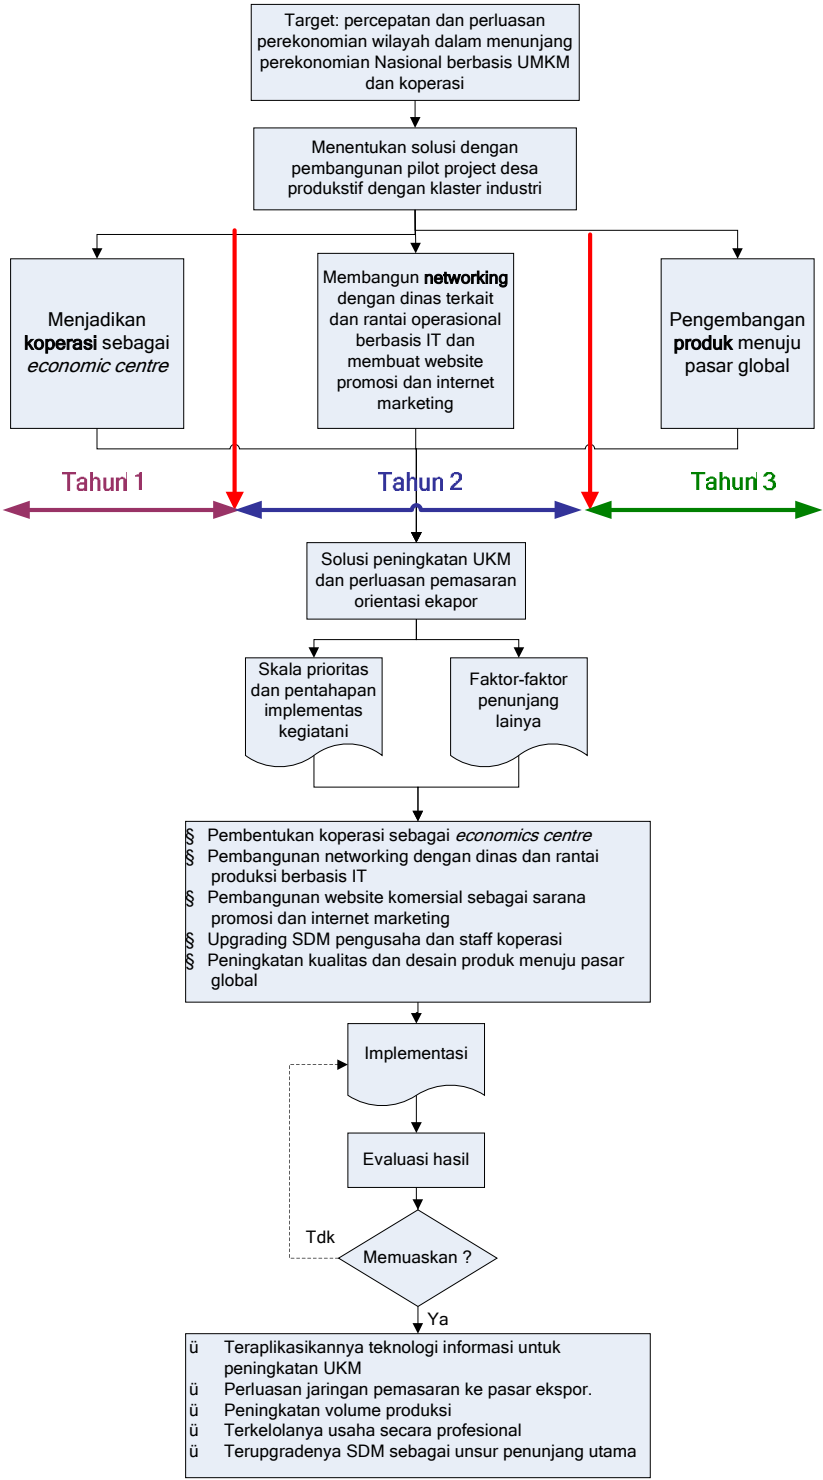 Target: percepatan dan perluasan
perekonomian wilayah dalam menunjang
perekonomian Nasional berbasis UMKM
dan koperasi
Menentukan solusi dengan
pembangunan pilot project desa
produkstif dengan klaster industri
Menjadikan
koperasi sebagai
economic centre
Membangun networking
dengan dinas terkait
dan rantai operasional
berbasis IT dan
membuat website
promosi dan internet
marketing
Pengembangan
produk menuju
pasar global
Tahun 1
Tahun 2
Tahun 3
Solusi peningkatan UKM
dan perluasan pemasaran
orientasi ekapor
Skala prioritas
dan pentahapan
implementas
kegiatani
Faktor-faktor
penunjang
lainya
§ Pembentukan koperasi sebagai economics centre
§ Pembangunan networking dengan dinas dan rantai
produksi berbasis IT
§ Pembangunan website komersial sebagai sarana
promosi dan internet marketing
§ Upgrading SDM pengusaha dan staff koperasi
§ Peningkatan kualitas dan desain produk menuju pasar
global
Implementasi
Evaluasi hasil
Tdk
Memuaskan ?
Ya
ü Teraplikasikannya teknologi informasi untuk
peningkatan UKM
ü Perluasan jaringan pemasaran ke pasar ekspor.
ü Peningkatan volume produksi
ü Terkelolanya usaha secara profesional
ü Terupgradenya SDM sebagai unsur penunjang utama